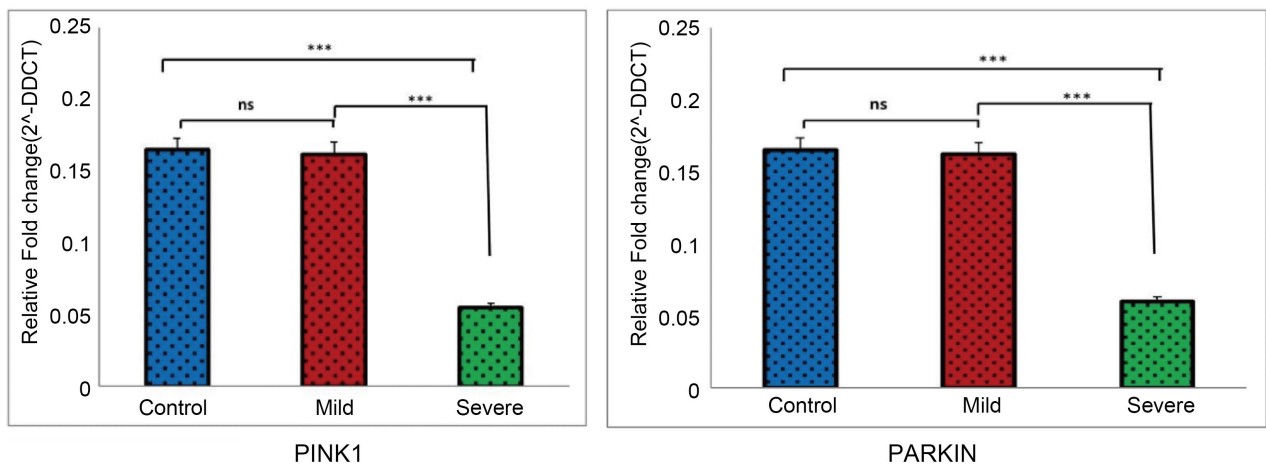 Relative Fold change(2^-DDCT)
0.25
0.2
0.15
0.1
0.05
0
***
ns
***
Control Mild Severe
PINK1
Relative Fold change(2^-DDCT)
0.25
0.2
0.15
0.1
0.05
0
***
ns
***
Control Mild Severe
PARKIN